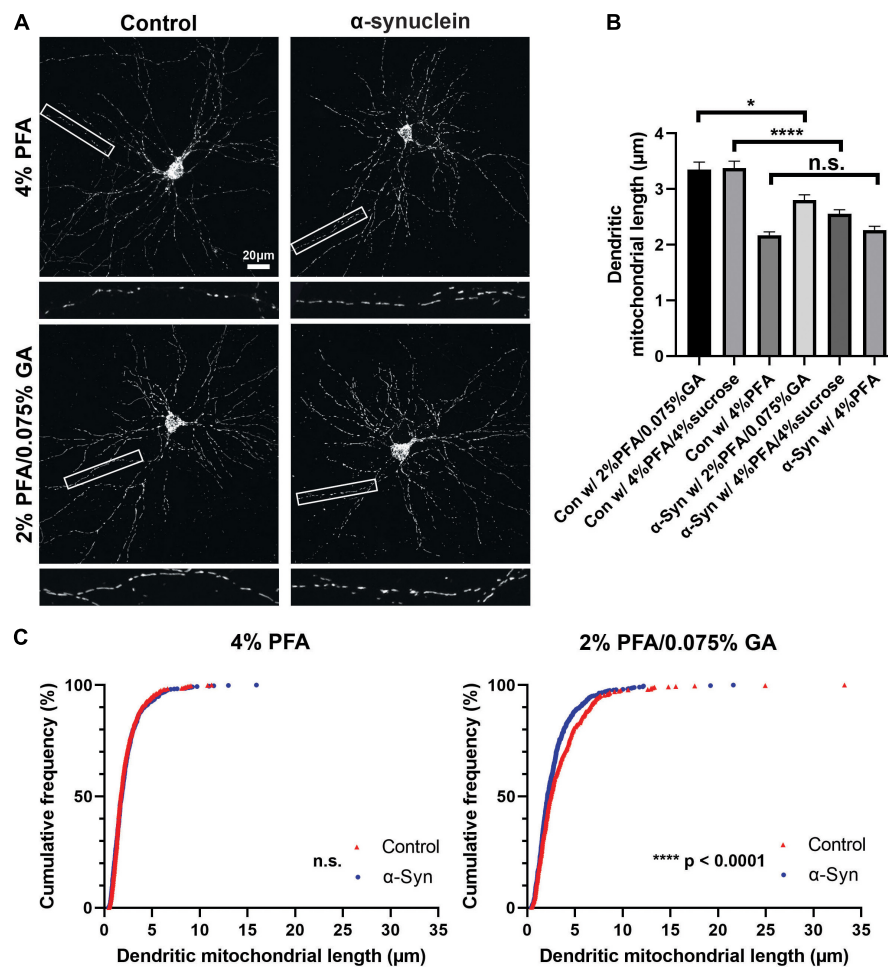 A
Control
α-synuclein
4% PFA
20μm
2% PFA/0.075% GA
B
*
****
n.s.
Dendritic
mitochondrial length (μm)
4
3
2
1
0
Con w/ 2%PFA/0.075%GA
Con w/ 4%PFA/4%sucrose
Con w/ 4%PFA
α-Syn w/ 2%PFA/0.075%GA
α-Syn w/ 4%PFA/4%sucrose
α-Syn w/ 4%PFA
C
4% PFA
Cumulative frequency (%)
100
50
0
0 5 10 15 20 25 30 35
Dendritic mitochondrial length (μm)
n.s.
Control
α-Syn
2% PFA/0.075% GA
Cumulative frequency (%)
100
50
0
0 5 10 15 20 25 30 35
Dendritic mitochondrial length (μm)
**** p < 0.0001
Control
α-Syn